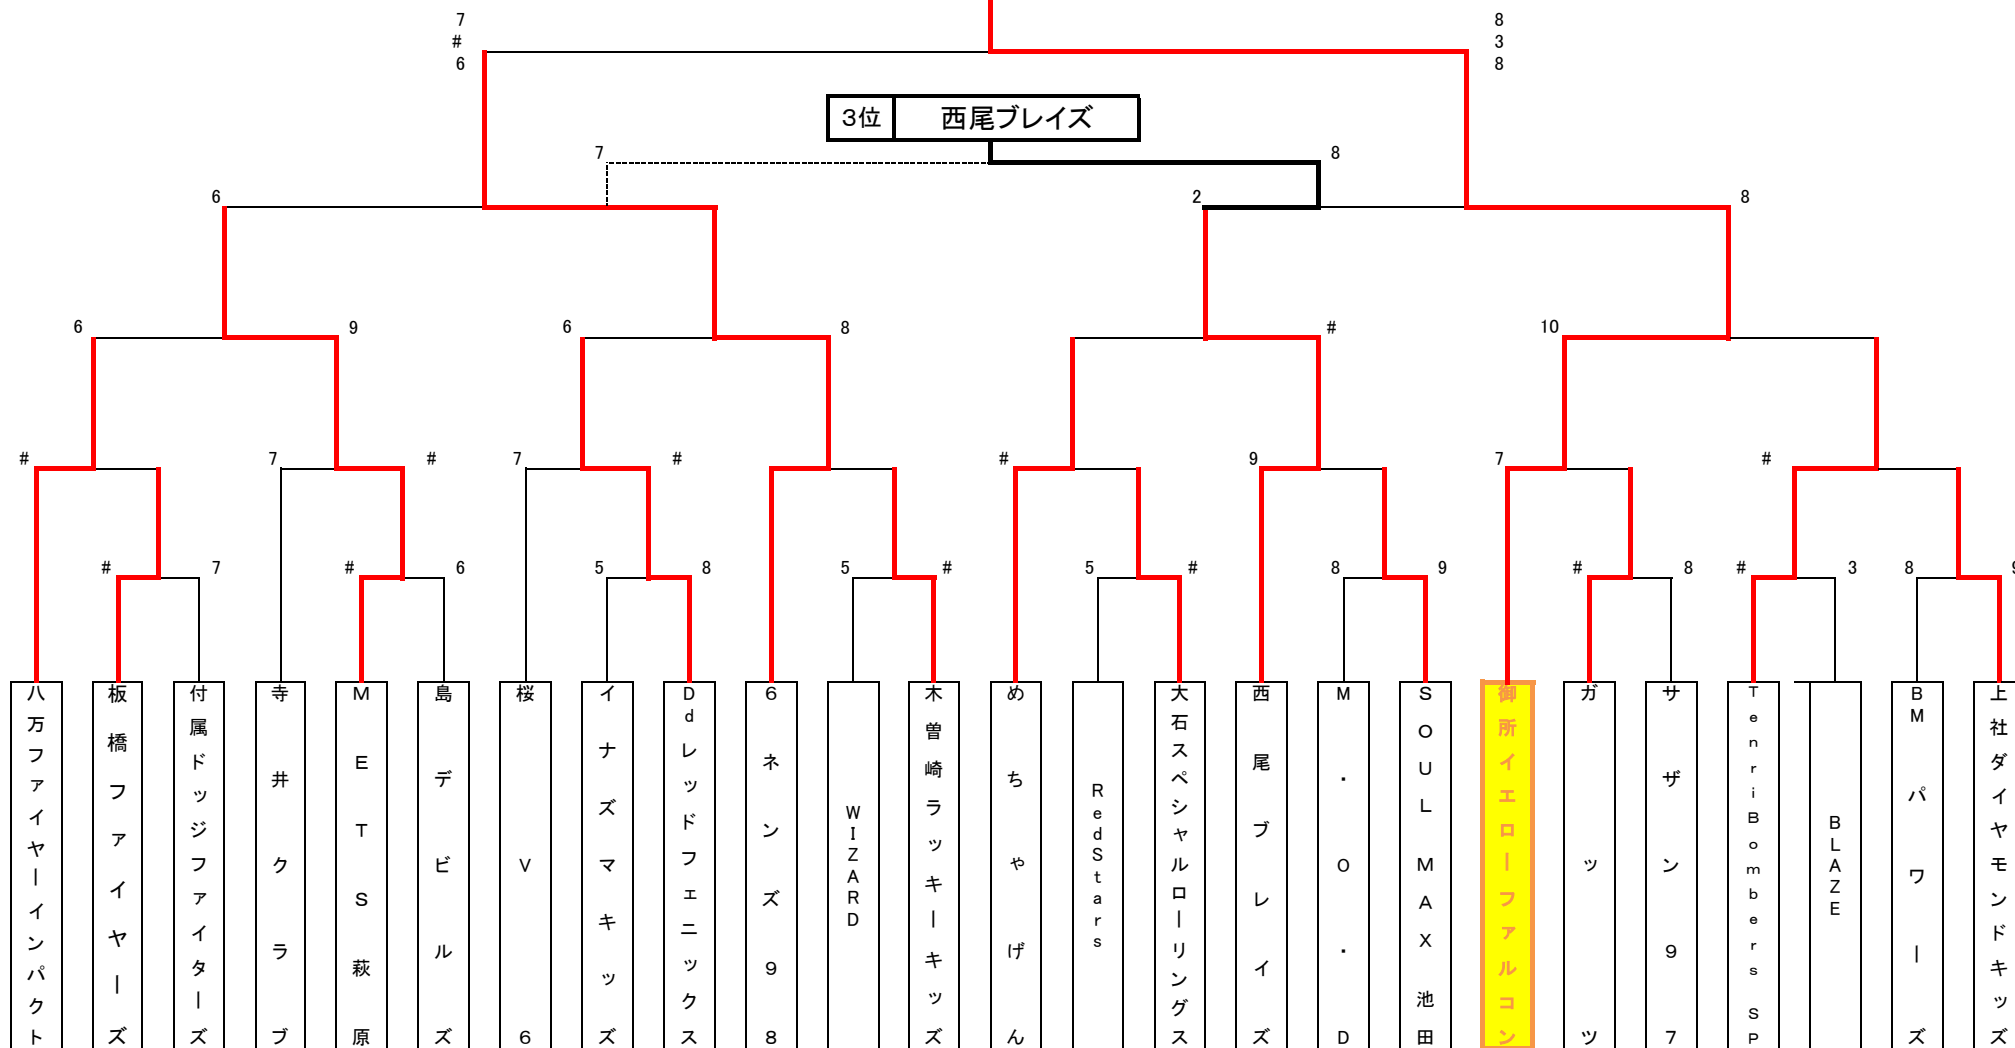 7 8
# 3
6 8
3位 西尾ブレイズ
7 8
6 2 8
6 9 6 8 # 10
# 7 # 7 # # 9 7 #
# 7 # 6 5 8 5 # 5 # 8 9 # 8 # 3 8 9
八万ファイヤーインパクト
板橋ファイヤーズ
付属ドッジファイターズ
寺井クラブ
METS萩原
島デビルズ
桜V6
イナズマキッズ
Ddレッドフェニックス
6ネンズ98
WIZARD
木曽崎ラッキーキッズ
めちゃげん
RedStars
大石スペシャルローリングス
西尾ブレイズ
M.O.D
SOUL MAX 池田
御所イエローファルコン
ガッツ
サザン97
TenriBombers SP
BLAZE
BMパワーズ
上社ダイヤモンドキッズ